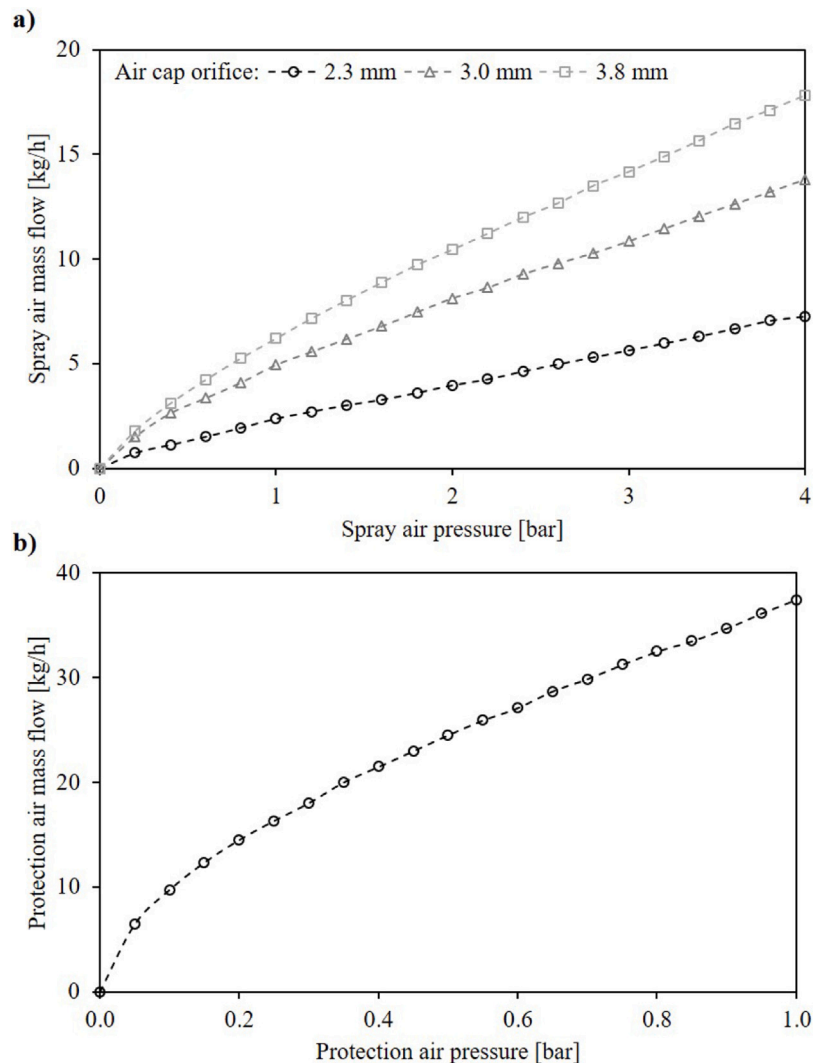 a)
20
Air cap orifice: 2.3 mm 3.0 mm 3.8 mm
15
Spray air mass flow [kg/h]
10
5
0
0 1 2 3 4
Spray air pressure [bar]
b)
40
30
Protection air mass flow [kg/h]
20
10
0
0.0 0.2 0.4 0.6 0.8 1.0
Protection air pressure [bar]